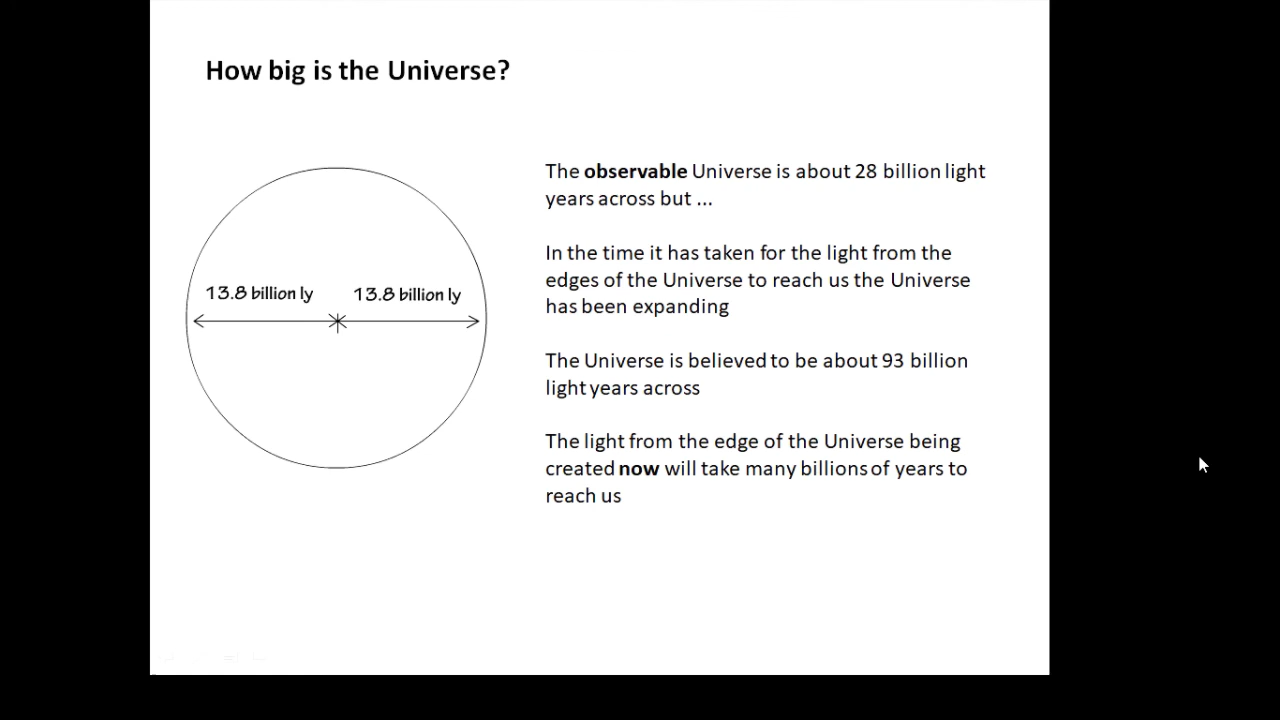 How big is the Universe?
The observable Universe is about 28 billion light
years across but ...
In the time it has taken for the light from the
edges of the Universe to reach us the Universe
has been expanding
13.8 billion ly 13.8 billion ly
The Universe is believed to be about 93 billion
light years across
The light from the edge of the Universe being
created now will take many billions of years to
reach us